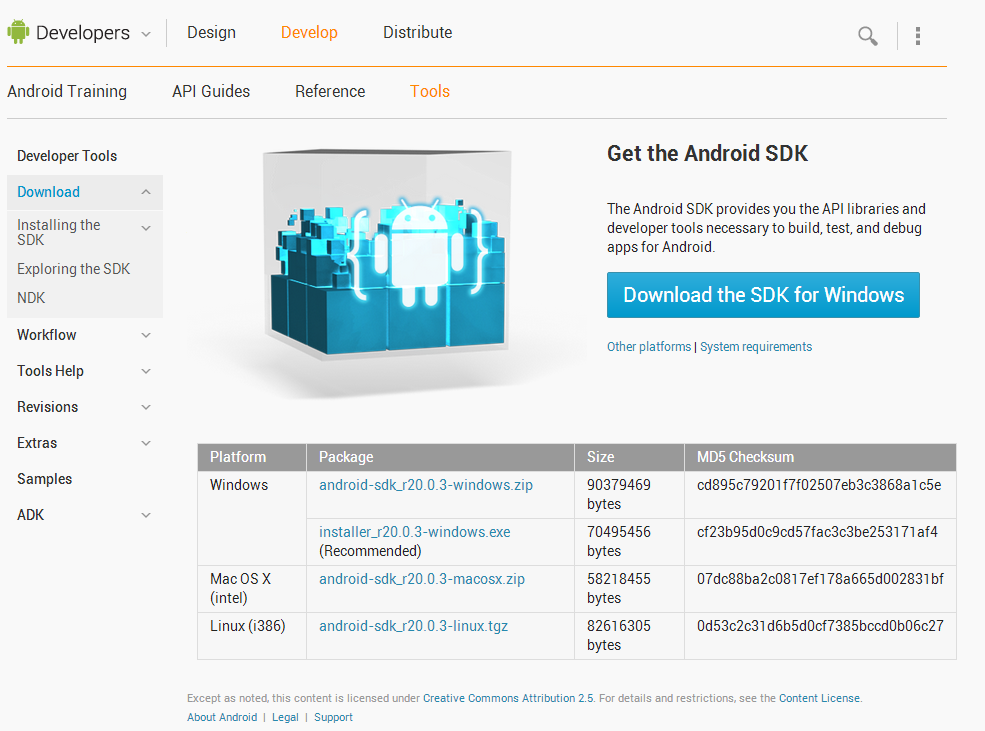 Developers Design Develop Distribute
Android Training API Guides Reference Tools
Developer Tools
Download
Installing the
SDK
Exploring the SDK
NDK
Workflow
Tools Help
Revisions
Extras
Samples
ADK
Get the Android SDK
The Android SDK provides you the API libraries and
developer tools necessary to build, test, and debug
apps for Android.
Download the SDK for Windows
Other platforms | System requirements
Platform Package Size MD5 Checksum
Windows android-sdk_r20.0.3-windows.zip 90379469 cd895c79201f7f02507eb3c3868a1c5e
bytes
installer_r20.0.3-windows.exe 70495456 cf23b95d0c9cd57fac3c3be253171af4
(Recommended) bytes
Mac OS X android-sdk_r20.0.3-macosx.zip 58218455 07dc88ba2c0817ef178a665d002831bf
(intel) bytes
Linux (i386) android-sdk_r20.0.3-linux.tgz 82616305 0d53c2c31d6b5d0cf7385bccd0b06c27
bytes
Except as noted, this content is licensed under Creative Commons Attribution 2.5. For details and restrictions, see the Content License.
About Android | Legal | Support